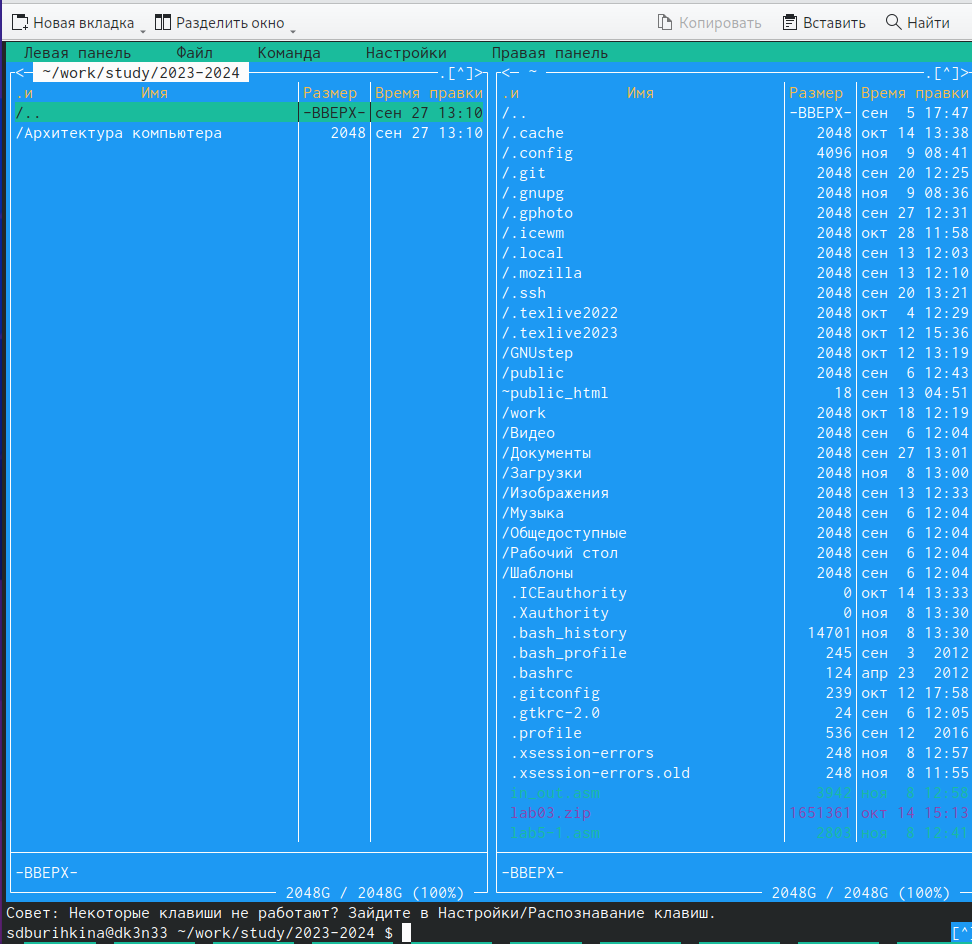 Новая вкладка Разделить окно Копировать Вставить Найти
Левая панель Файл Команда Настройки Правая панель
<— ~/work/study/2023-2024 .[^]> <— ~ .[^]>
.и Имя Размер Время правки .и Имя Размер Время правки
/.. -ВВЕРХ- сен 27 13:10 /.. -ВВЕРХ- сен 5 17:47
/Архитектура компьютера 2048 сен 27 13:10 /.cache 2048 окт 14 13:38
/.config 4096 ноя 9 08:41
/.git 2048 сен 20 12:25
/.gnupg 2048 ноя 9 08:36
/.gphoto 2048 сен 27 12:31
/.icewm 2048 окт 28 11:58
/.local 2048 сен 13 12:03
/.mozilla 2048 сен 13 12:10
/.ssh 2048 сен 20 13:21
/.texlive2022 2048 окт 4 12:29
/.texlive2023 2048 окт 12 15:36
/GNUstep 2048 окт 12 13:19
/public 2048 сен 6 12:43
~public_html 18 сен 13 04:51
/work 2048 окт 18 12:19
/Видео 2048 сен 6 12:04
/Документы 2048 сен 27 13:01
/Загрузки 2048 ноя 8 13:00
/Изображения 2048 сен 13 12:33
/Музыка 2048 сен 6 12:04
/Общедоступные 2048 сен 6 12:04
/Рабочий стол 2048 сен 6 12:04
/Шаблоны 2048 сен 6 12:04
.ICEauthority 0 окт 14 13:33
.Xauthority 0 ноя 8 13:30
.bash_history 14701 ноя 8 13:30
.bash_profile 245 сен 3 2012
.bashrc 124 апр 23 2012
.gitconfig 239 окт 12 17:58
.gtkrc-2.0 24 сен 6 12:05
.profile 536 сен 12 2016
.xsession-errors 248 ноя 8 12:57
.xsession-errors.old 248 ноя 8 11:55
in_out.asm 3942 ноя 8 12:58
lab03.zip 1651361 окт 14 15:13
lab5-1.asm 2803 ноя 8 12:41
-ВВЕРХ- -ВВЕРХ-
2048G / 2048G (100%) 2048G / 2048G (100%)
Совет: Некоторые клавиши не работают? Зайдите в Настройки/Распознавание клавиш.
sdburihkina@dk3n33 ~/work/study/2023-2024 $ [^